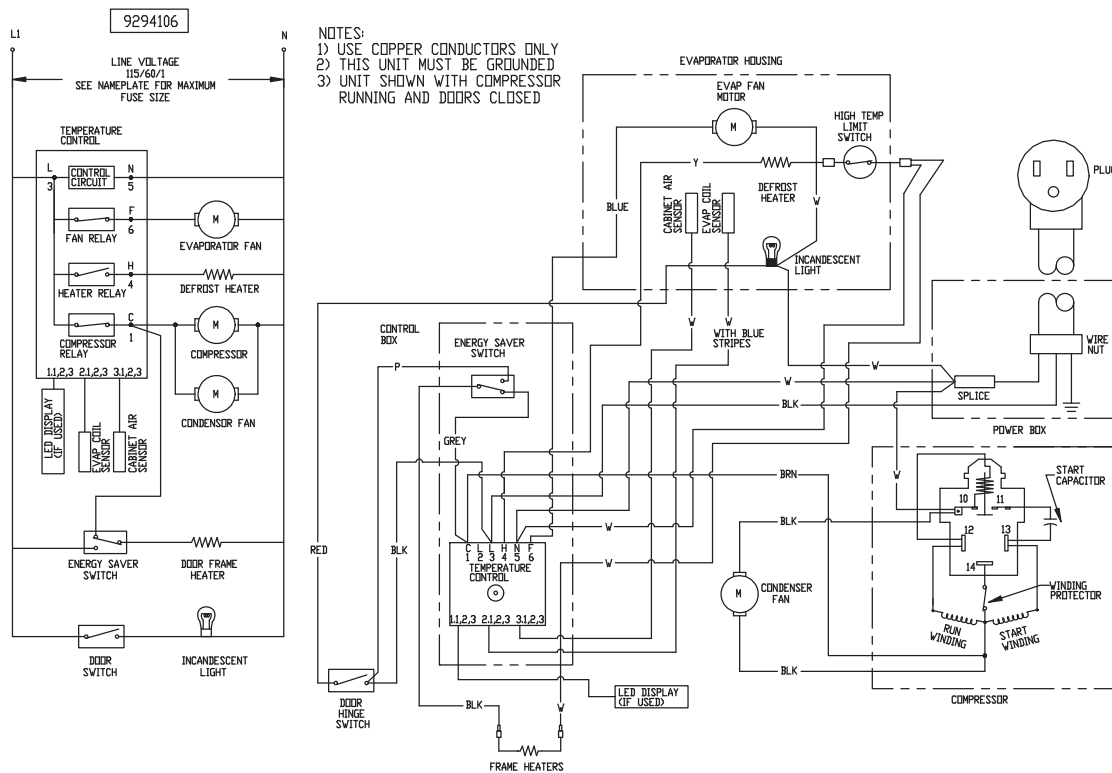 9294106
L1
N
LINE VOLTAGE
115/60/1
SEE NAMEPLATE FOR MAXIMUM
FUSE SIZE
NOTES:
1) USE COPPER CONDUCTORS ONLY
2) THIS UNIT MUST BE GROUNDED
3) UNIT SHOWN WITH COMPRESSOR
RUNNING AND DOORS CLOSED
TEMPERATURE
CONTROL
L
3
CONTROL
CIRCUIT
N
5
FAN RELAY
F
6
M
EVAPORATOR FAN
HEATER RELAY
H
4
DEFROST HEATER
COMPRESSOR
RELAY
C
1
M
COMPRESSOR
M
CONDENSOR FAN
1.1,2,3
2.1,2,3
3.1,2,3
LED DISPLAY
(IF USED)
EVAP COIL
SENSOR
CABINET AIR
SENSOR
ENERGY SAVER
SWITCH
DOOR FRAME
HEATER
DOOR
SWITCH
INCANDESCENT
LIGHT
EVAPORATOR HOUSING
EVAP FAN
MOTOR
M
HIGH TEMP
LIMIT
SWITCH
Y
DEFROST
HEATER
BLUE
CABINET AIR
SENSOR
EVAP COIL
SENSOR
W
INCANDESCENT
LIGHT
W
W
WITH BLUE
STRIPES
PLUG
WIRE
NUT
CONTROL
BOX
ENERGY SAVER
SWITCH
P
W
W
SPLICE
BLK
POWER BOX
GREY
BRN
W
W
W
BLK
RED
BLK
C L L H N F
1 2 3 4 5 6
TEMPERATURE
CONTROL
1.1,2,3
2.1,2,3
3.1,2,3
START
CAPACITOR
10
11
12
13
14
M
CONDENSER
FAN
WINDING
PROTECTOR
RUN
WINDING
START
WINDING
BLK
COMPRESSOR
DOOR
HINGE
SWITCH
LED DISPLAY
(IF USED)
BLK
W
FRAME HEATERS